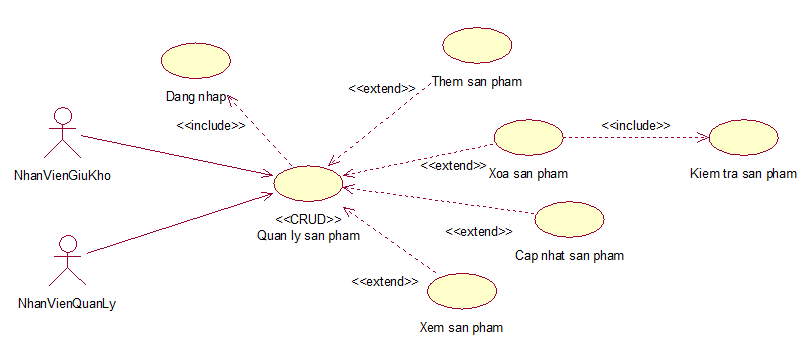 <<extend>>
Them san pham
Dang nhap
<<include>>
<<include>>
NhanVienGiuKho
<<extend>>
Xoa san pham
Kiem tra san pham
<<CRUD>>
Quan ly san pham
<<extend>>
Cap nhat san pham
NhanVienQuanLy
<<extend>>
Xem san pham